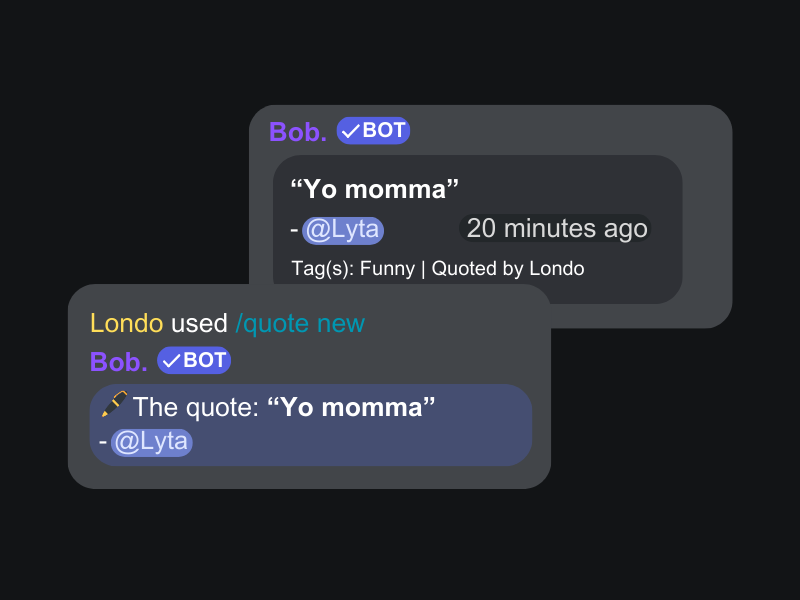 Bob. BOT
“Yo momma”
- @Lyta 20 minutes ago
Tag(s): Funny | Quoted by Londo
Londo used /quote new
Bob. BOT
The quote: “Yo momma”
- @Lyta